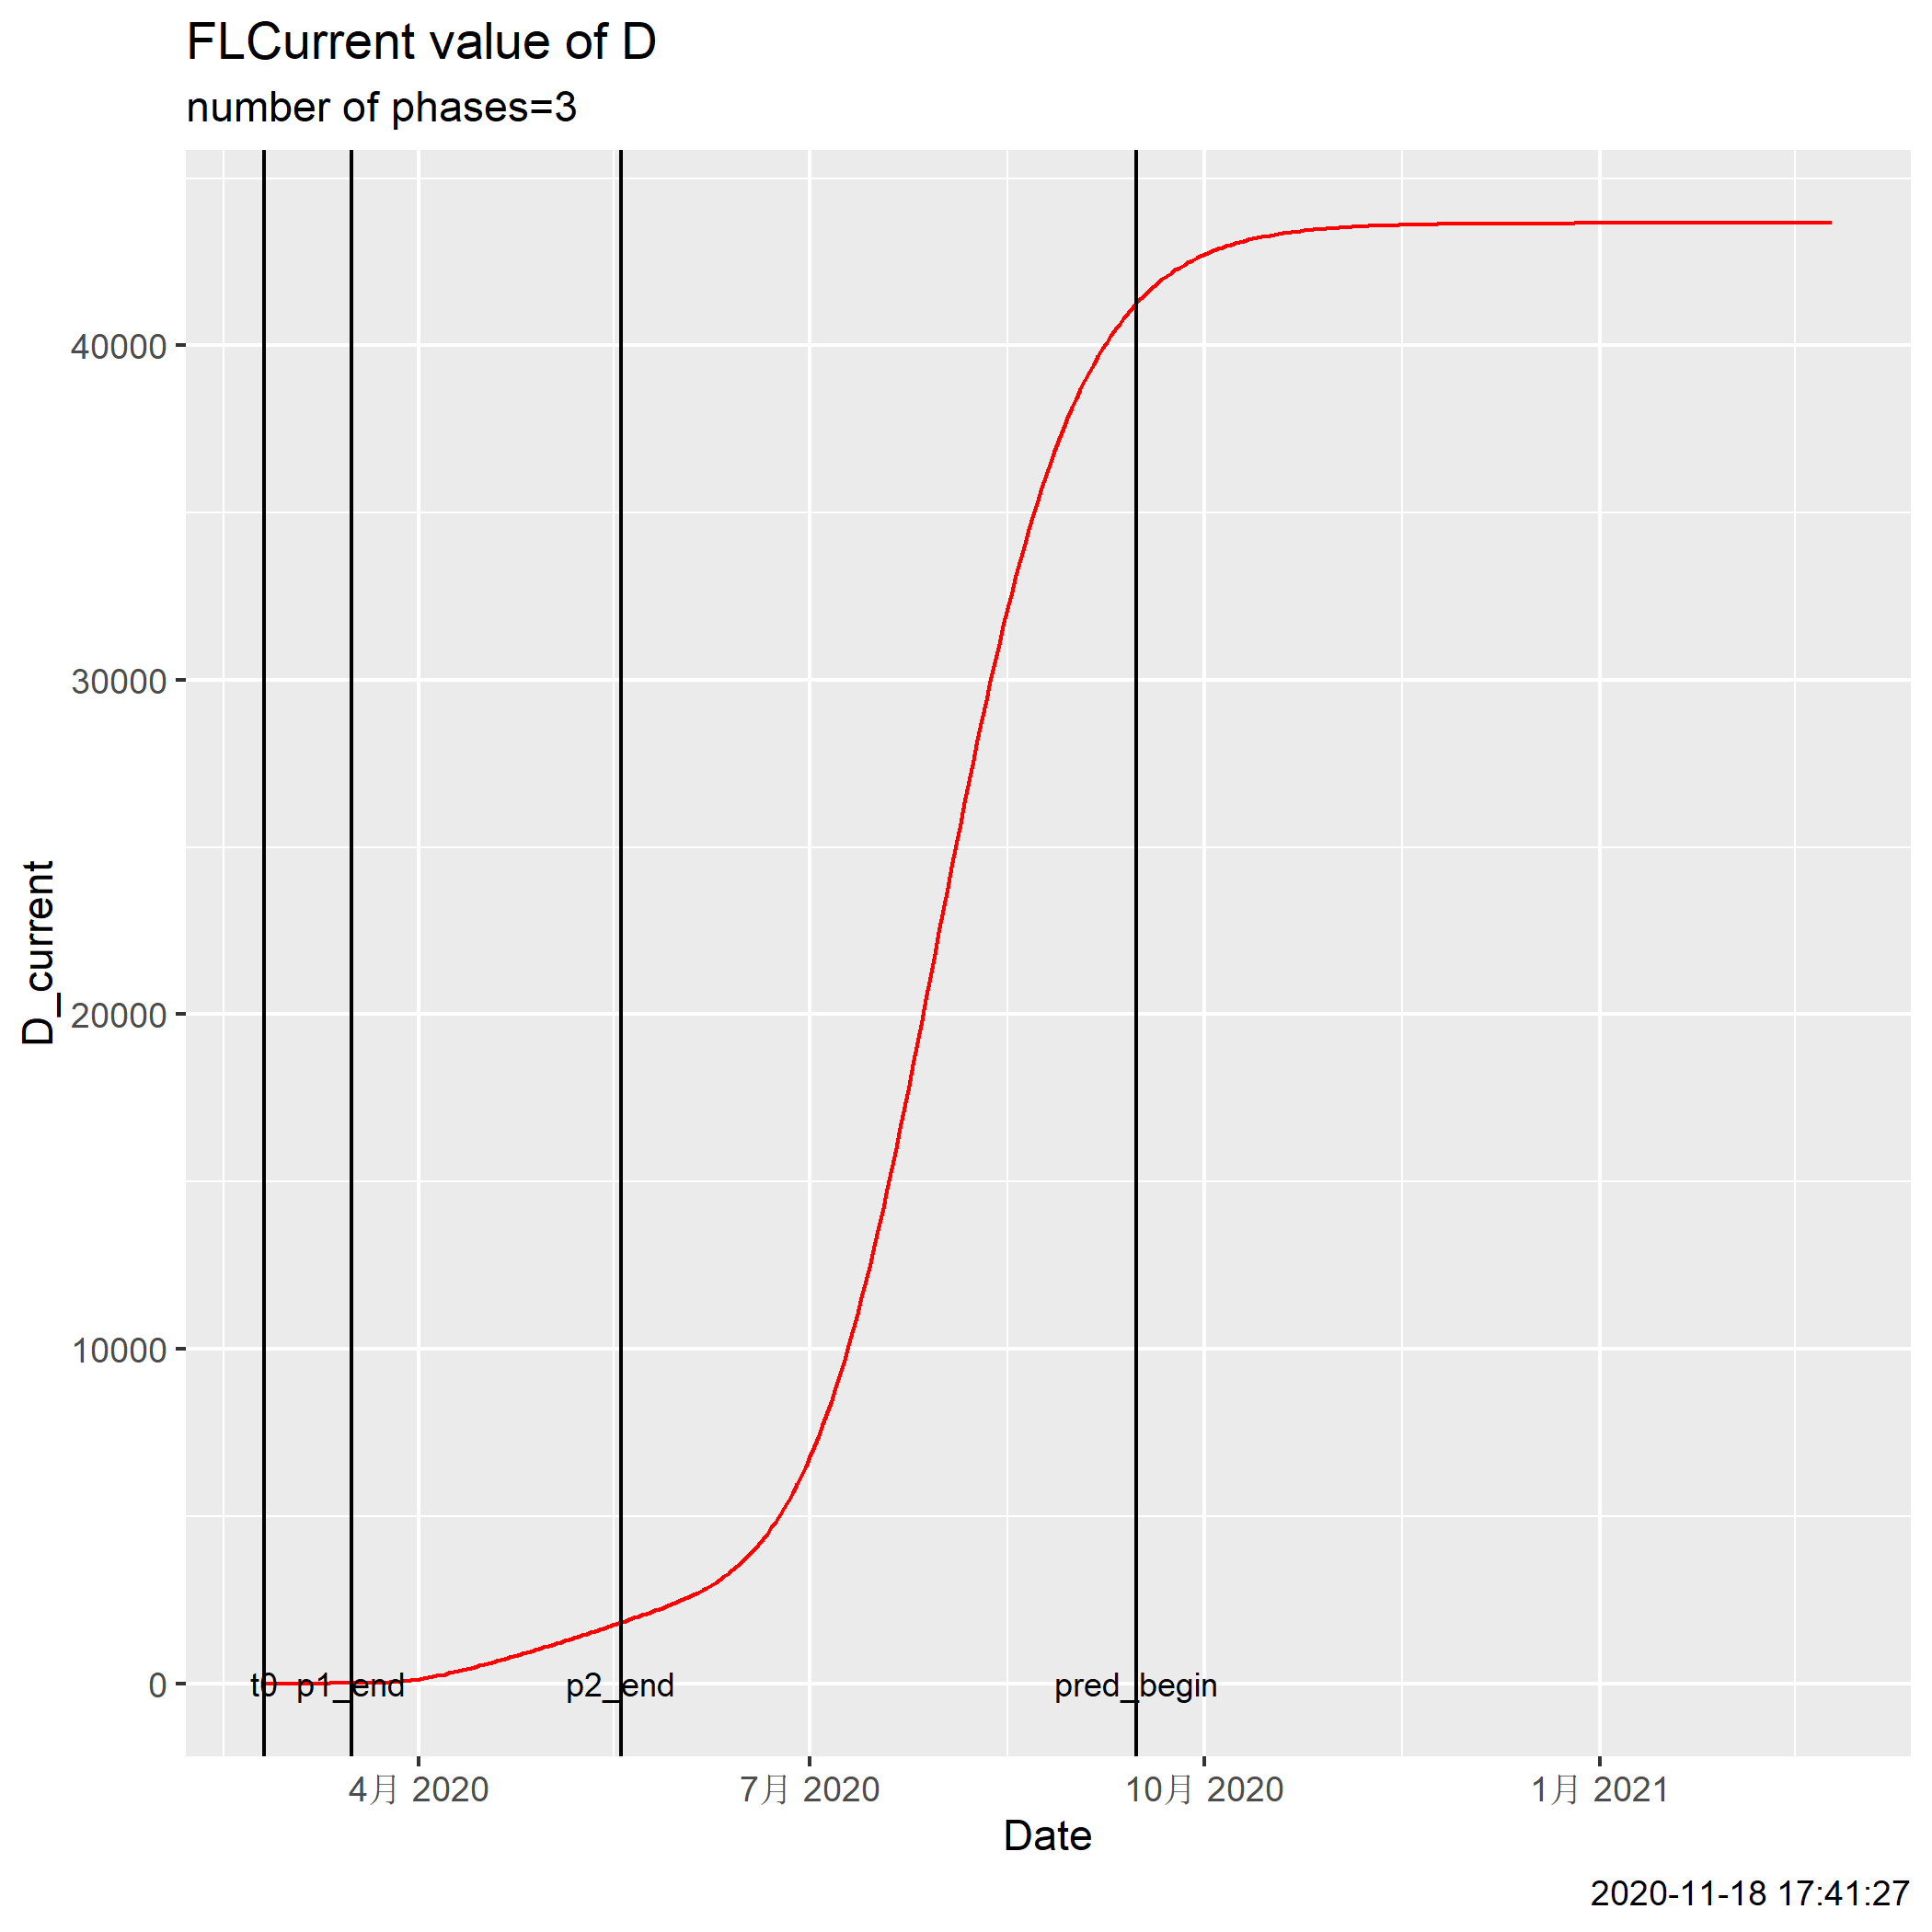 FLCurrent value of D
number of phases=3
40000
30000
20000
10000
0
D_current
t0 p1_end p2_end pred_begin
4月 2020 7月 2020 10月 2020 1月 2021
Date
2020-11-18 17:41:27